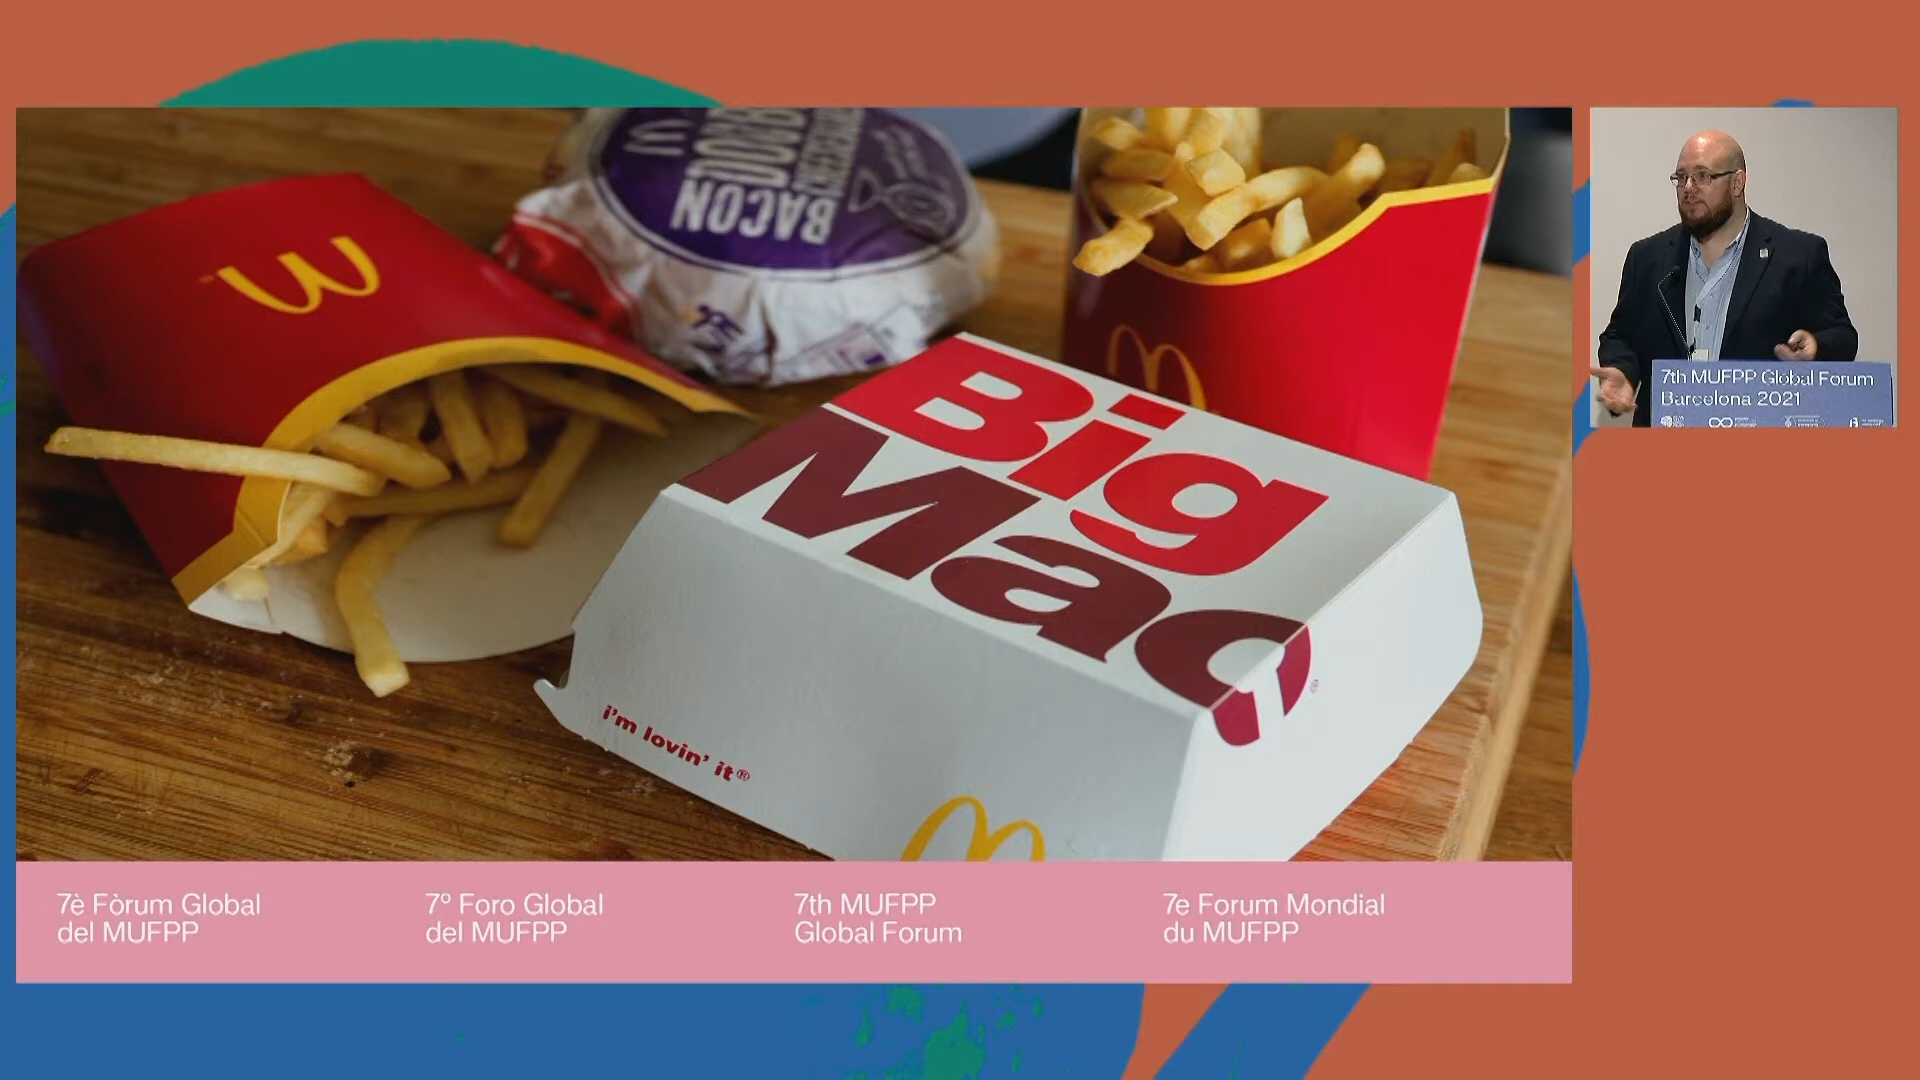 BACON
Big
Mac
i'm lovin' it®
7th MUFPP Global Forum
Barcelona 2021
7è Fòrum Global
del MUFPP
7º Foro Global
del MUFPP
7th MUFPP
Global Forum
7e Forum Mondial
du MUFPP